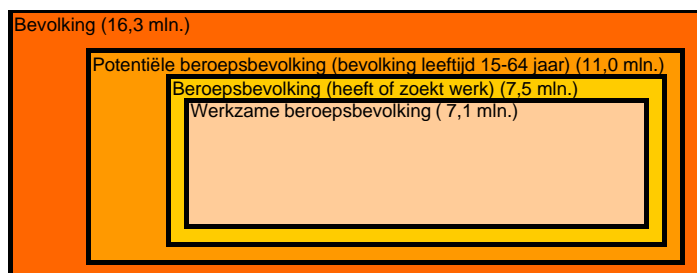 Bevolking (16,3 mln.)
Potentiële beroepsbevolking (bevolking leeftijd 15-64 jaar) (11,0 mln.)
Beroepsbevolking (heeft of zoekt werk) (7,5 mln.)
Werkzame beroepsbevolking ( 7,1 mln.)